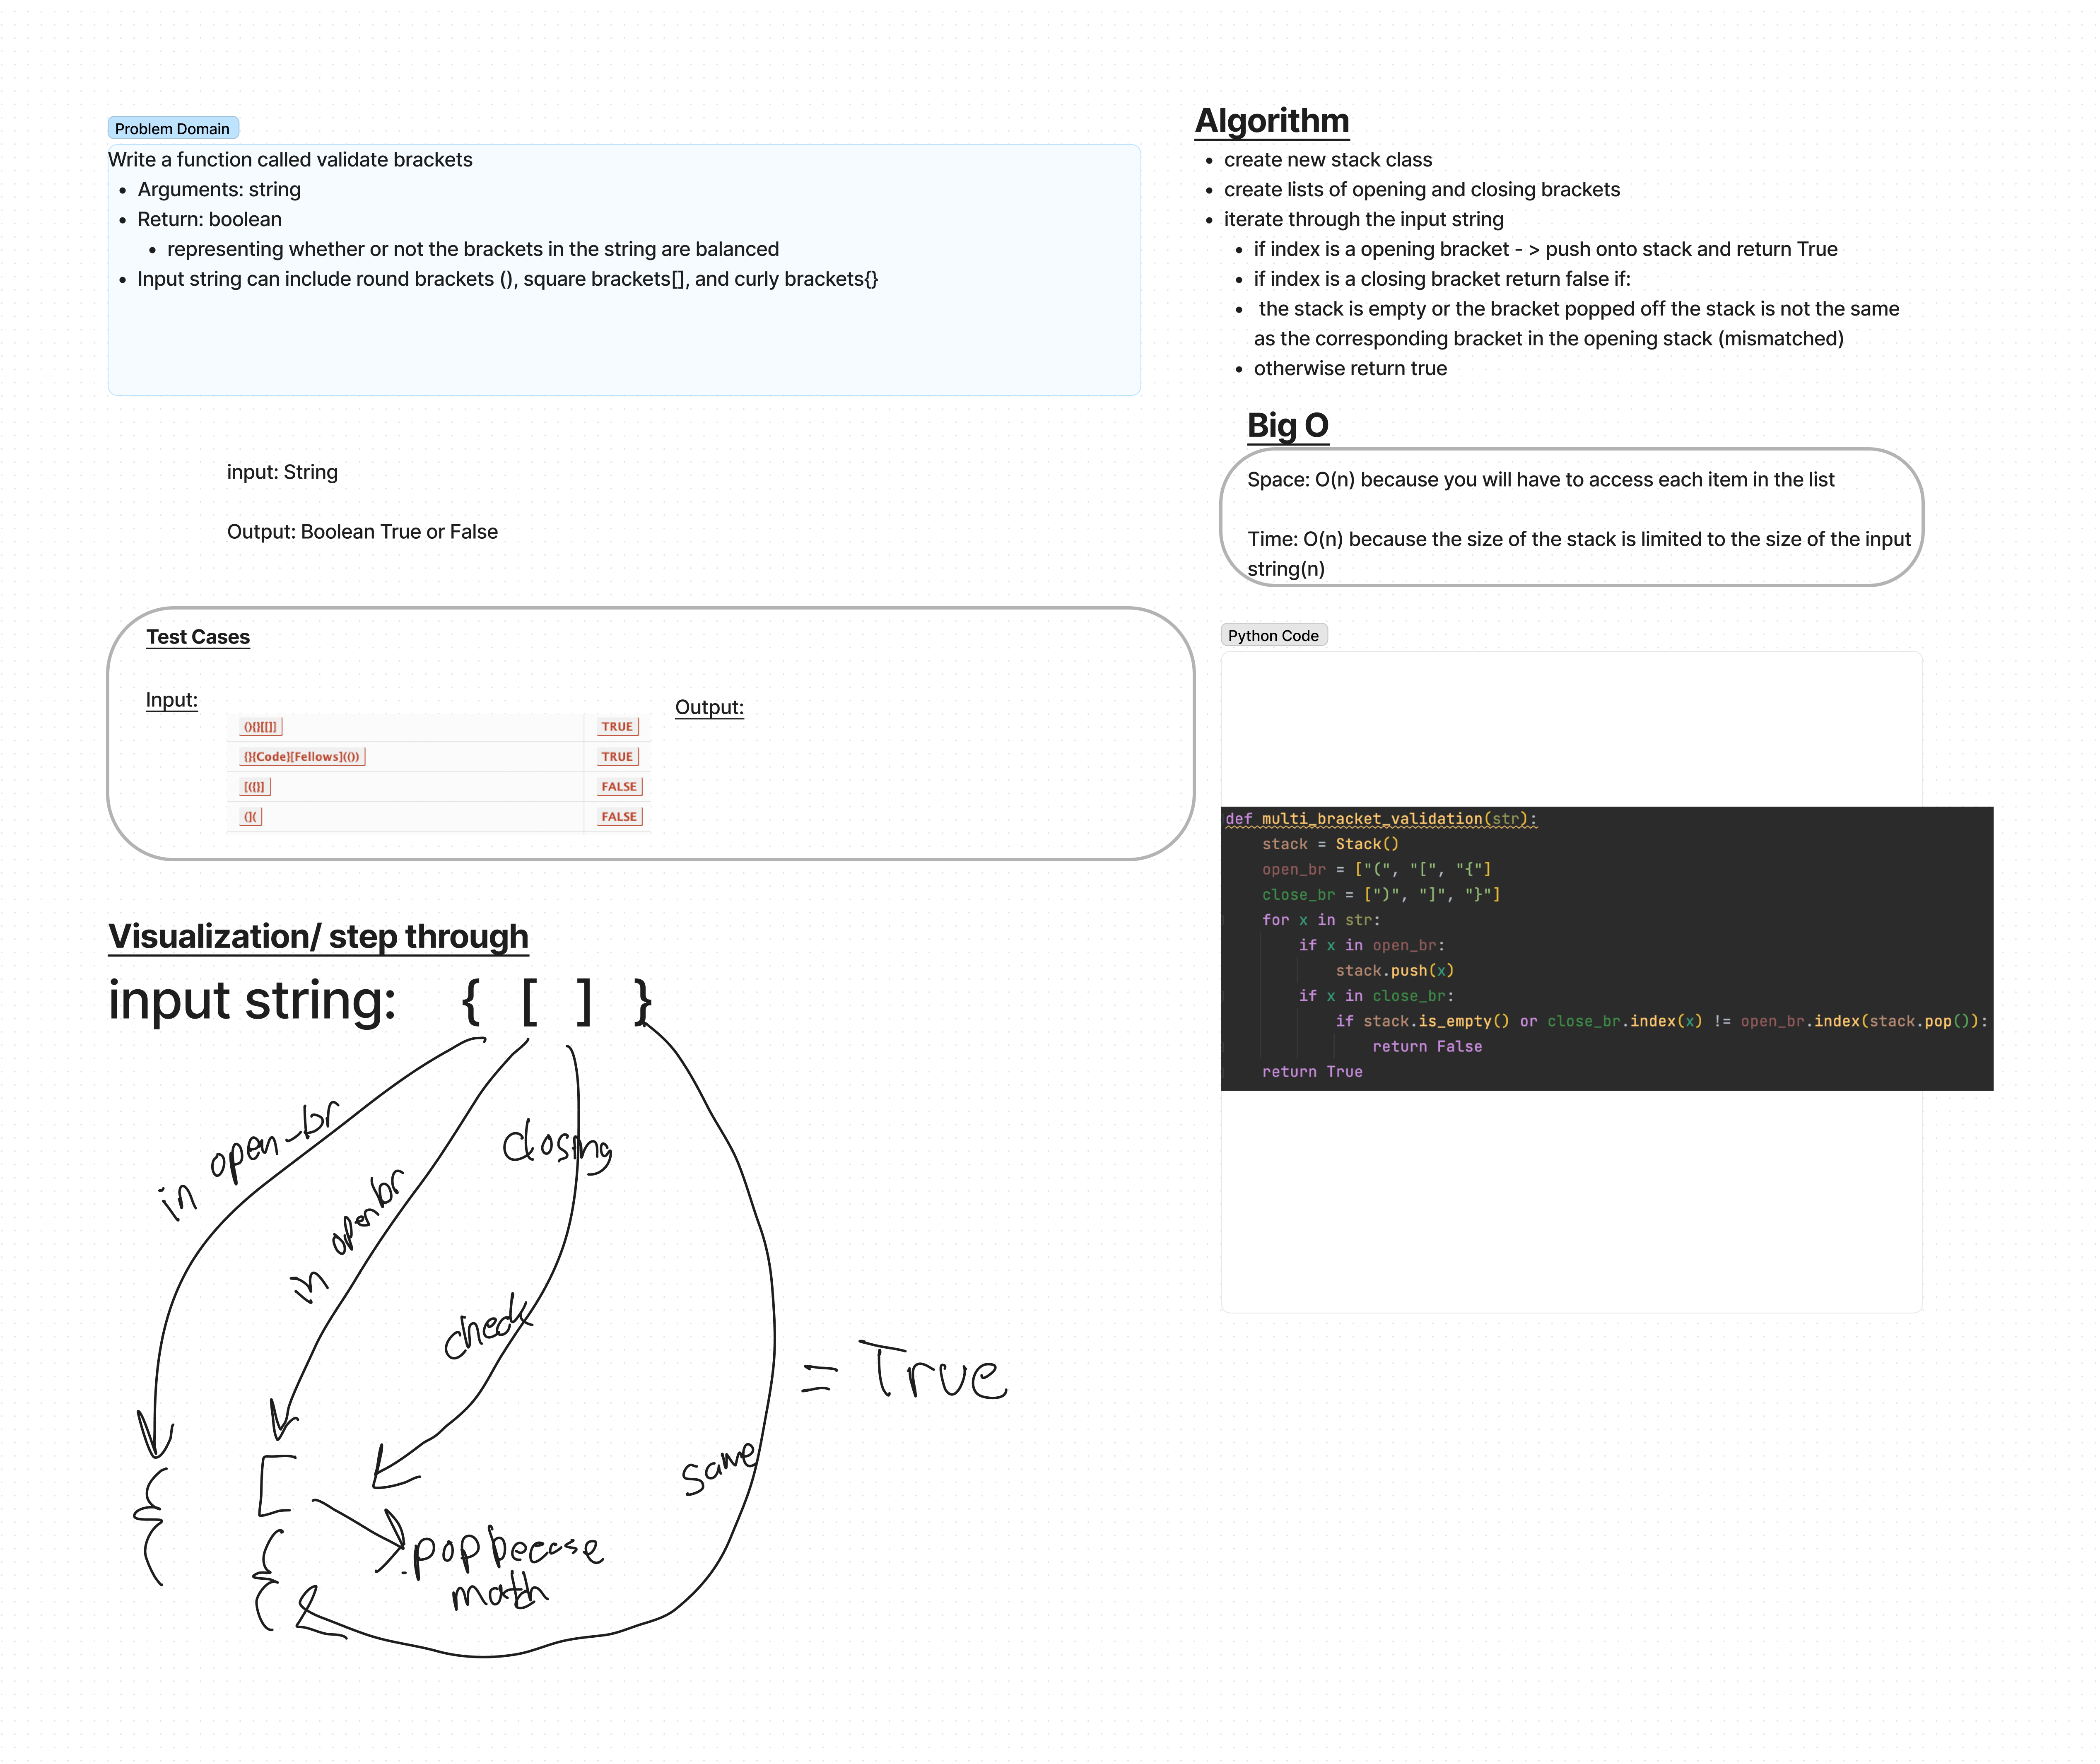 Problem Domain
Write a function called validate brackets
• Arguments: string
• Return: boolean
• representing whether or not the brackets in the string are balanced
• Input string can include round brackets (), square brackets[], and curly brackets{}
input: String
Output: Boolean True or False
Test Cases
Input:
Output:
(){}[[]] TRUE
{}{Code}[Fellows](()) TRUE
[({}] FALSE
(]( FALSE
Visualization/ step through
input string: { [ ] }
in open_br
in openbr
closing
check
same
= True
{
[
{
.pop becase
math
Algorithm
• create new stack class
• create lists of opening and closing brackets
• iterate through the input string
• if index is a opening bracket - > push onto stack and return True
• if index is a closing bracket return false if:
• the stack is empty or the bracket popped off the stack is not the same
as the corresponding bracket in the opening stack (mismatched)
• otherwise return true
Big O
Space: O(n) because you will have to access each item in the list
Time: O(n) because the size of the stack is limited to the size of the input
string(n)
Python Code
def multi_bracket_validation(str):
    stack = Stack()
    open_br = ["(", "[", "{"]
    close_br = [")", "]", "}"]
    for x in str:
        if x in open_br:
            stack.push(x)
        if x in close_br:
            if stack.is_empty() or close_br.index(x) != open_br.index(stack.pop()):
                return False
    return True